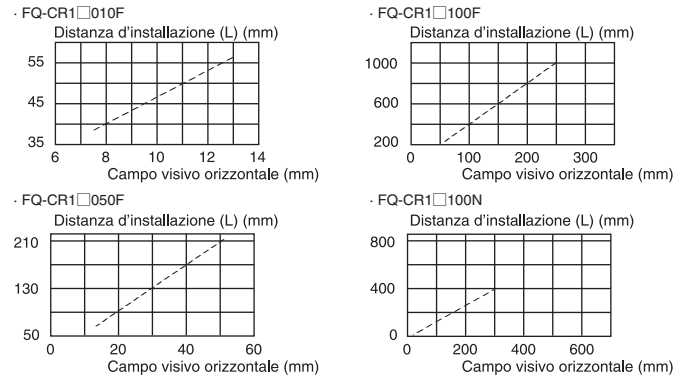 · FQ-CR1□010F
Distanza d'installazione (L) (mm)
55
45
35
6 8 10 12 14
Campo visivo orizzontale (mm)
· FQ-CR1□100F
Distanza d'installazione (L) (mm)
1000
600
200
0 100 200 300
Campo visivo orizzontale (mm)
· FQ-CR1□050F
Distanza d'installazione (L) (mm)
210
130
50
0 20 40 60
Campo visivo orizzontale (mm)
· FQ-CR1□100N
Distanza d'installazione (L) (mm)
800
400
0
0 200 400 600
Campo visivo orizzontale (mm)